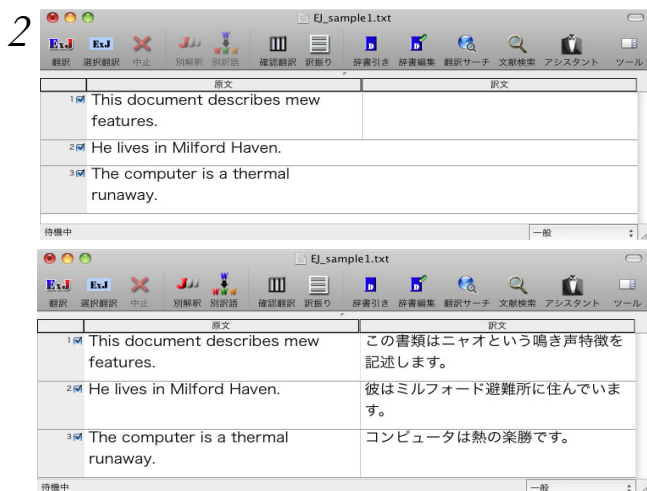 2
EJ_sample1.txt
ExJ ExJ
翻訳 選択翻訳 中止 別解釈 別訳語 確認翻訳 訳振り 辞書引き 辞書編集 翻訳サーチ 文献検索 アシスタント ツール
原文 訳文
1 This document describes mew
features.
2 He lives in Milford Haven.
3 The computer is a thermal
runaway.
待機中 一般
EJ_sample1.txt
ExJ ExJ
翻訳 選択翻訳 中止 別解釈 別訳語 確認翻訳 訳振り 辞書引き 辞書編集 翻訳サーチ 文献検索 アシスタント ツール
原文 訳文
1 This document describes mew この書類はニャオという鳴き声特徴を
features. 記述します。
2 He lives in Milford Haven. 彼はミルフォード避難所に住んでいま
す。
3 The computer is a thermal コンピュータは熱の楽勝です。
runaway.
待機中 一般